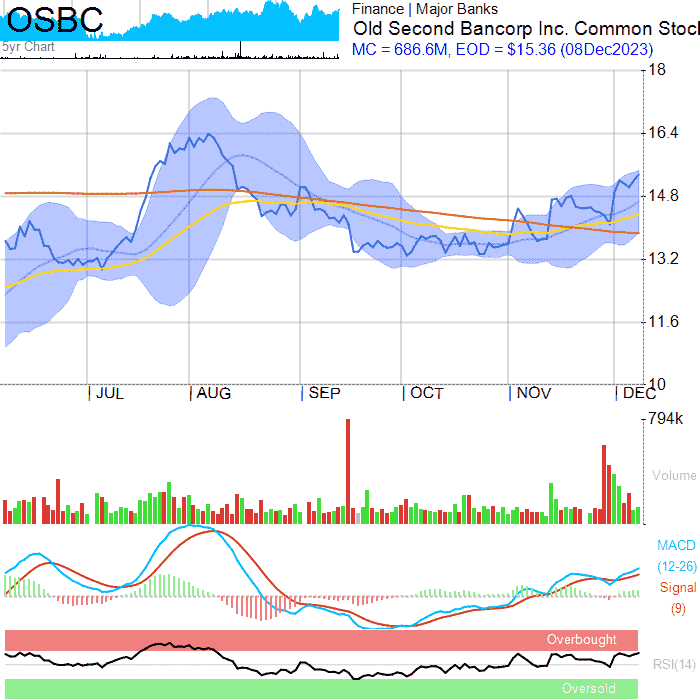 OSBC
5yr Chart
Finance | Major Banks
Old Second Bancorp Inc. Common Stoc
MC = 686.6M, EOD = $15.36 (08Dec2023)
18
16.4
14.8
13.2
11.6
10
JUL AUG SEP OCT NOV DEC
794k
Volume
MACD
(12-26)
Signal
(9)
Overbought
RSI(14)
Oversold